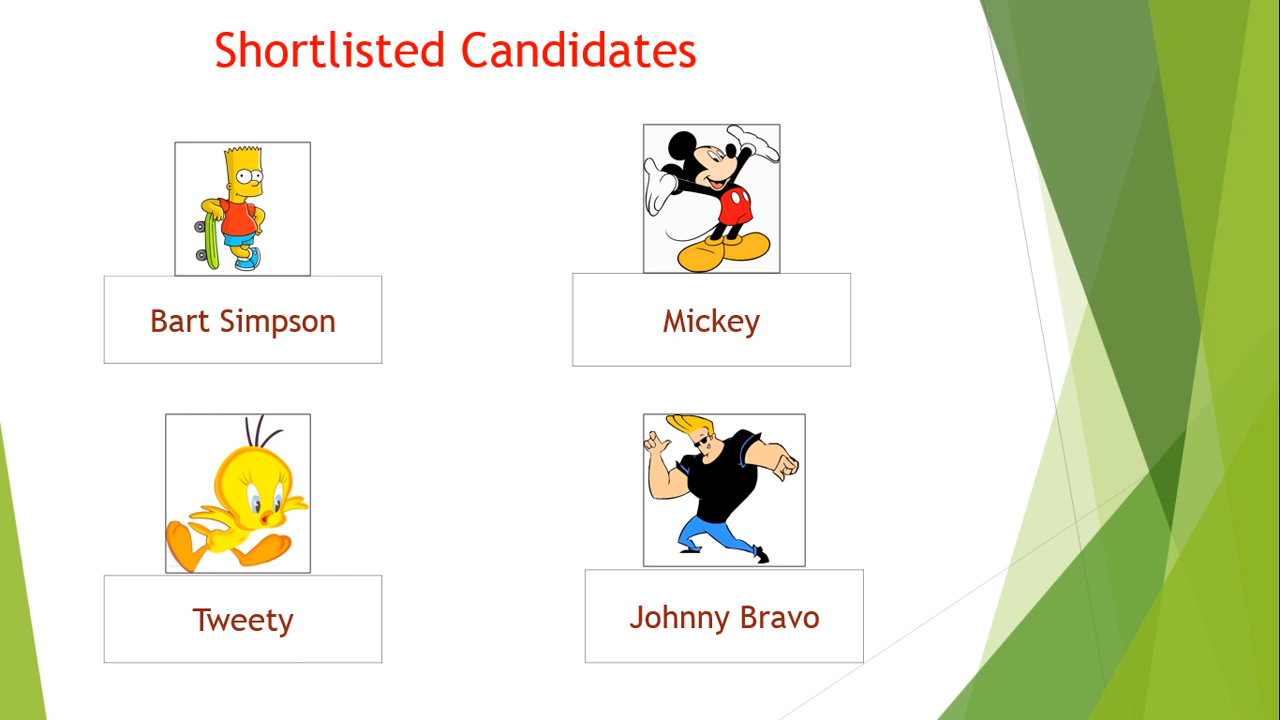 Shortlisted Candidates
Bart Simpson
Mickey
Tweety
Johnny Bravo